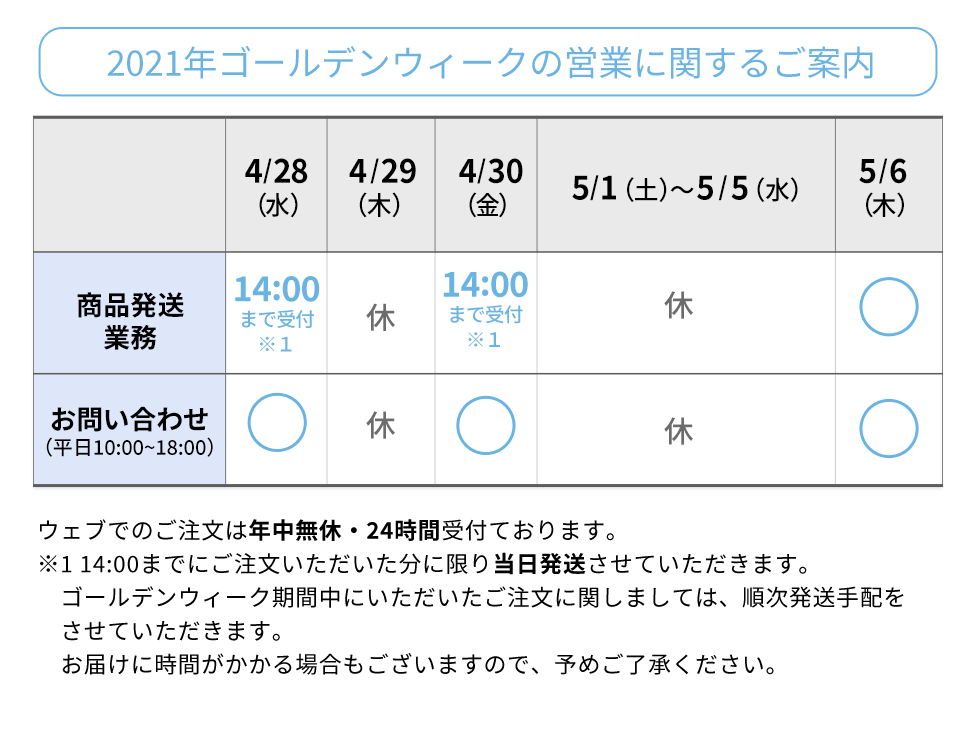 2021年ゴールデンウィークの営業に関するご案内
4/28 4/29 4/30 5/1（土）～5/5（水） 5/6
（水） （木） （金） （木）
商品発送
業務
14:00
まで受付
※１
休
14:00
まで受付
※１
休
◯
お問い合わせ
（平日10:00~18:00）
◯ 休 ◯ 休 ◯
ウェブでのご注文は年中無休・24時間受付ております。
※1 14:00までにご注文いただいた分に限り当日発送させていただきます。
ゴールデンウィーク期間中にいただいたご注文に関しましては、順次発送手配を
させていただきます。
お届けに時間がかかる場合もございますので、予めご了承ください。